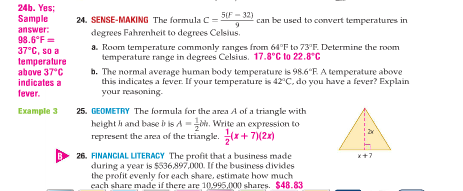 24b. Yes;
Sample
answer:
98.6°F =
37°C, so a
temperature
above 37°C
indicates a
fever.
24. SENSE-MAKING The formula C = 5(F − 32)/9 can be used to convert temperatures in
degrees Fahrenheit to degrees Celsius.
a. Room temperature commonly ranges from 64°F to 73°F. Determine the room
temperature range in degrees Celsius. 17.8°C to 22.8°C
b. The normal average human body temperature is 98.6°F. A temperature above
this indicates a fever. If your temperature is 42°C, do you have a fever? Explain
your reasoning.
Example 3
25. GEOMETRY The formula for the area A of a triangle with
height h and base b is A = 1/2bh. Write an expression to
represent the area of the triangle. 1/2(x + 7)(2x)
2x
x + 7
B
26. FINANCIAL LITERACY The profit that a business made
during a year is $536,897,000. If the business divides
the profit evenly for each share, estimate how much
each share made if there are 10,995,000 shares. $48.83